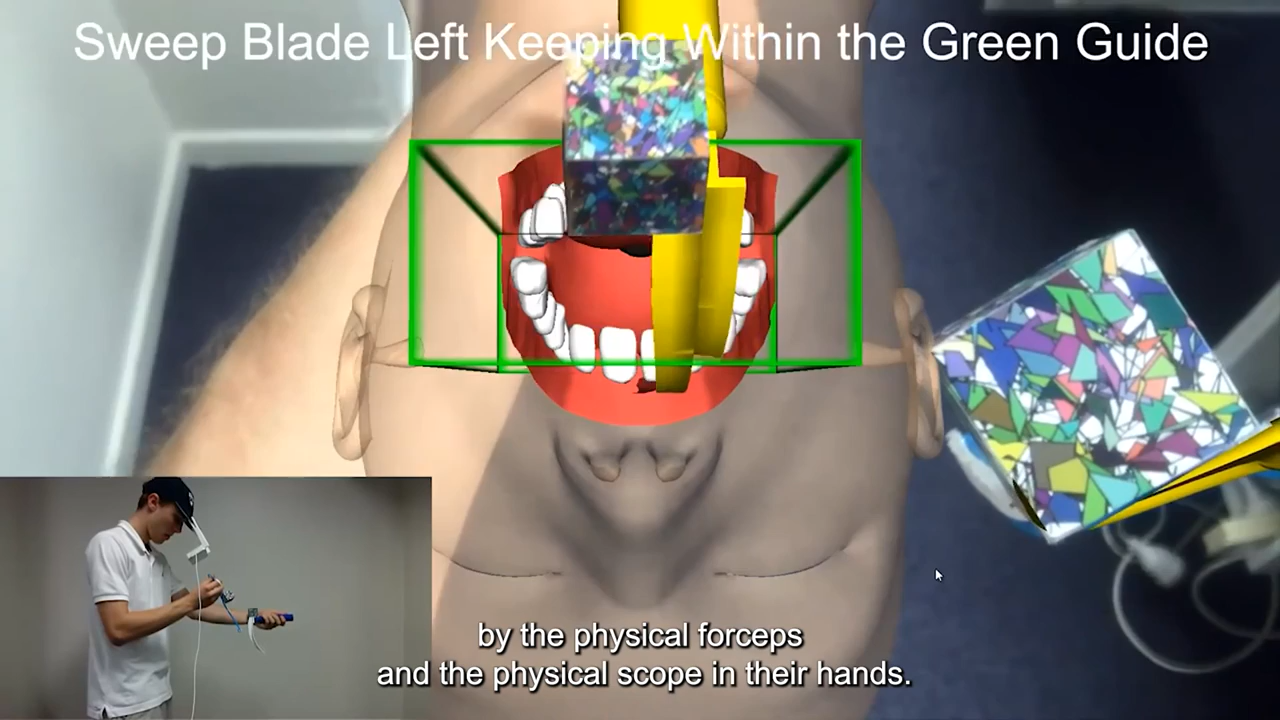 Sweep Blade Left Keeping Within the Green Guide
by the physical forceps
and the physical scope in their hands.